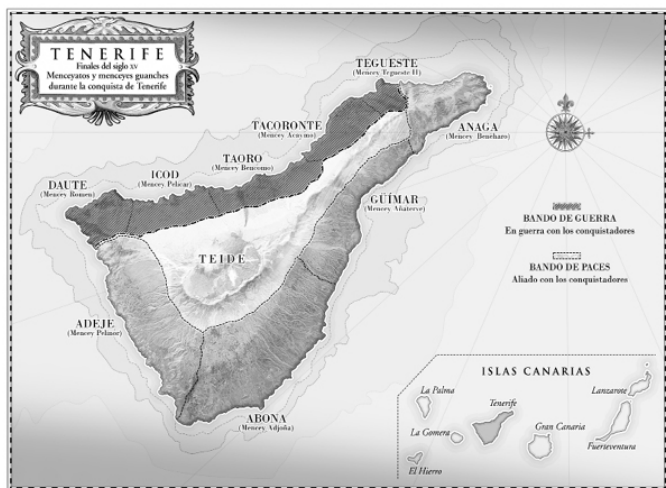 TENERIFE
Finales del siglo XV
Menceyatos y menceyes guanches
durante la conquista de Tenerife
TEGUESTE
(Mencey Tegueste II)
TACORONTE
(Mencey Acaymo)
ANAGA
(Mencey Beneharo)
TAORO
(Mencey Bencomo)
ICOD
(Mencey Pelicar)
DAUTE
(Mencey Romen)
GÜÍMAR
(Mencey Añaterve)
BANDO DE GUERRA
En guerra con los conquistadores
TEIDE
BANDO DE PACES
Aliado con los conquistadores
ADEJE
(Mencey Pelinor)
ABONA
(Mencey Adjoña)
ISLAS CANARIAS
La Palma
Tenerife
Lanzarote
La Gomera
Gran Canaria
Fuerteventura
El Hierro